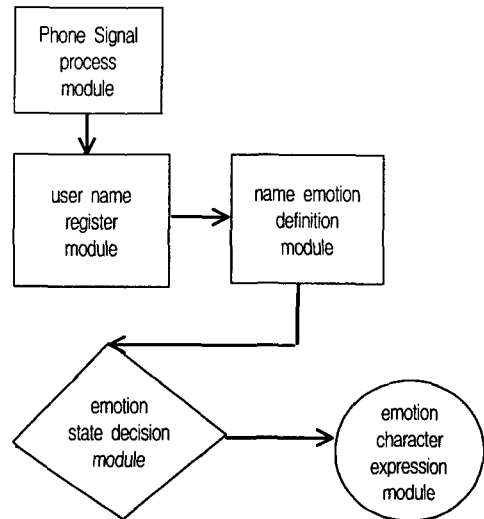 Phone Signal
process
module
user name
register
module
name emotion
definition
module
emotion
state decision
module
emotion
character
expression
module